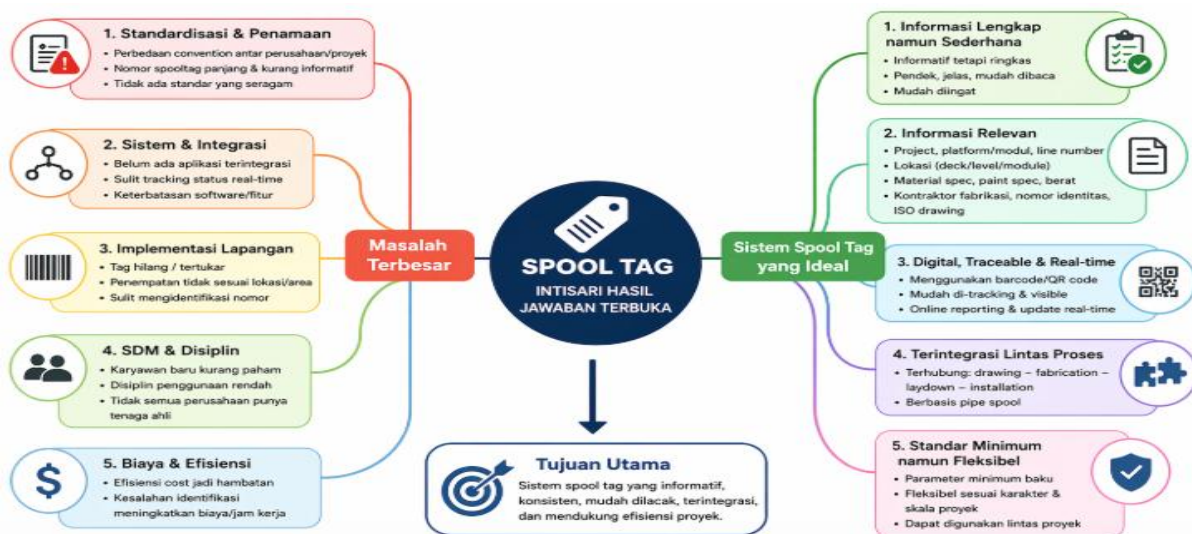 1. Standardisasi & Penamaan
• Perbedaan convention antar perusahaan/proyek
• Nomor spooltag panjang & kurang informatif
• Tidak ada standar yang seragam
2. Sistem & Integrasi
• Belum ada aplikasi terintegrasi
• Sulit tracking status real-time
• Keterbatasan software/fitur
3. Implementasi Lapangan
• Tag hilang / tertukar
• Penempatan tidak sesuai lokasi/area
• Sulit mengidentifikasi nomor
4. SDM & Disiplin
• Karyawan baru kurang paham
• Disiplin penggunaan rendah
• Tidak semua perusahaan punya
tenaga ahli
5. Biaya & Efisiensi
• Efisiensi cost jadi hambatan
• Kesalahan identifikasi
meningkatkan biaya/jam kerja
Masalah
Terbesar
SPOOL TAG
INTISARI HASIL
JAWABAN TERBUKA
Tujuan Utama
Sistem spool tag yang informatif,
konsisten, mudah dilacak, terintegrasi,
dan mendukung efisiensi proyek.
Sistem Spool Tag
yang Ideal
1. Informasi Lengkap
namun Sederhana
• Informatif tetapi ringkas
• Pendek, jelas, mudah dibaca
• Mudah diingat
2. Informasi Relevan
• Project, platform/modul, line number
• Lokasi (deck/level/module)
• Material spec, paint spec, berat
• Kontraktor fabrikasi, nomor identitas,
ISO drawing
3. Digital, Traceable & Real-time
• Menggunakan barcode/QR code
• Mudah di-tracking & visible
• Online reporting & update real-time
4. Terintegrasi Lintas Proses
• Terhubung: drawing – fabrication –
laydown – installation
• Berbasis pipe spool
5. Standar Minimum
namun Fleksibel
• Parameter minimum baku
• Fleksibel sesuai karakter &
skala proyek
• Dapat digunakan lintas proyek